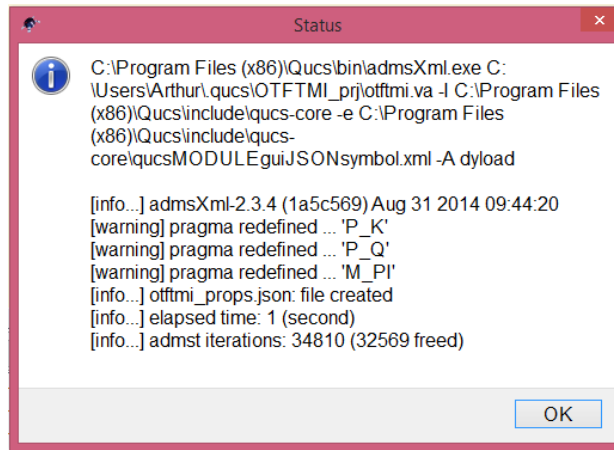 Status
C:\Program Files (x86)\Qucs\bin\admsXml.exe C:
\Users\Arthur\.qucs\OTFTMI_prj\otftmi.va -I C:\Program Files
(x86)\Qucs\include\qucs-core -e C:\Program Files
(x86)\Qucs\include\qucs-
core\qucsMODULEguiJSONsymbol.xml -A dyload
[info...] admsXml-2.3.4 (1a5c569) Aug 31 2014 09:44:20
[warning] pragma redefined ... 'P_K'
[warning] pragma redefined ... 'P_Q'
[warning] pragma redefined ... 'M_PI'
[info...] otftmi_props.json: file created
[info...] elapsed time: 1 (second)
[info...] admst iterations: 34810 (32569 freed)
OK